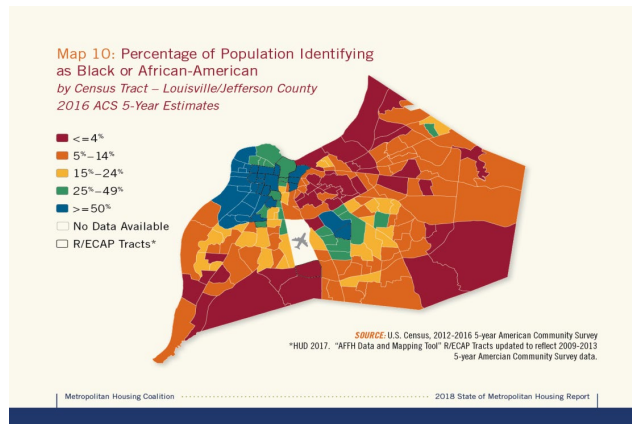 Map 10: Percentage of Population Identifying
as Black or African-American
by Census Tract – Louisville/Jefferson County
2016 ACS 5-Year Estimates
<=4%
5%–14%
15%–24%
25%–49%
>=50%
No Data Available
R/ECAP Tracts*
SOURCE: U.S. Census, 2012-2016 5-year American Community Survey
*HUD 2017. "AFFH Data and Mapping Tool" R/ECAP Tracts updated to reflect 2009-2013
5-year Amercian Community Survey data.
Metropolitan Housing Coalition
2018 State of Metropolitan Housing Report